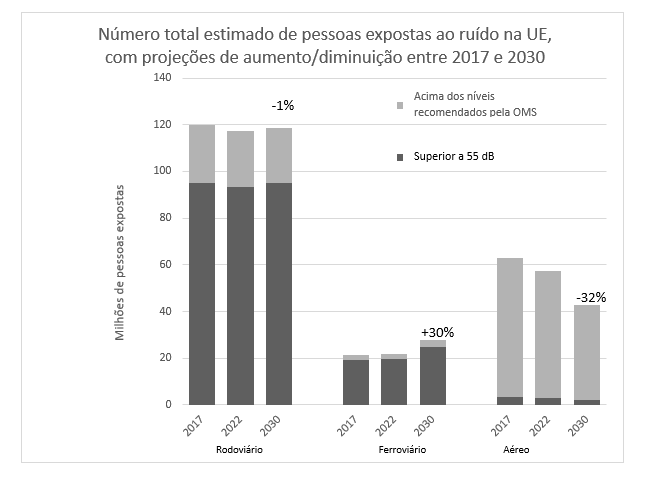 Número total estimado de pessoas expostas ao ruído na UE,
com projeções de aumento/diminuição entre 2017 e 2030
140
120
100
80
60
40
20
0
Milhões de pessoas expostas
Acima dos níveis
recomendados pela OMS
Superior a 55 dB
-1%
+30%
-32%
2017
2022
2030
2017
2022
2030
2017
2022
2030
Rodoviário
Ferroviário
Aéreo